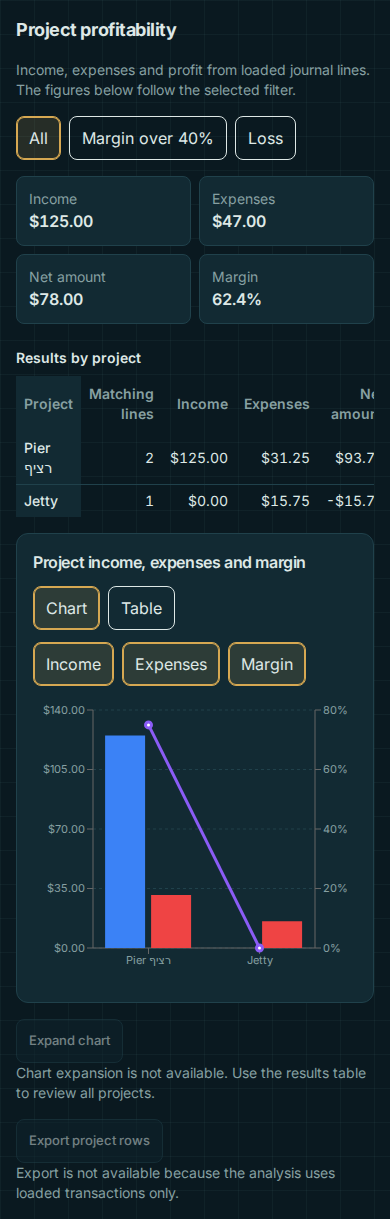 Project profitability
Income, expenses and profit from loaded journal lines.
The figures below follow the selected filter.
All
Margin over 40%
Loss
Income
$125.00
Expenses
$47.00
Net amount
$78.00
Margin
62.4%
Results by project
Project Matching lines Income Expenses
Pier רציף 2 $125.00 $31.25 $93.7
Jetty 1 $0.00 $15.75 -$15.7
Project income, expenses and margin
Chart
Table
Income
Expenses
Margin
$140.00 80%
$105.00 60%
$70.00 40%
$35.00 20%
$0.00 0%
Pier רציף Jetty
Expand chart
Chart expansion is not available. Use the results table
to review all projects.
Export project rows
Export is not available because the analysis uses
loaded transactions only.